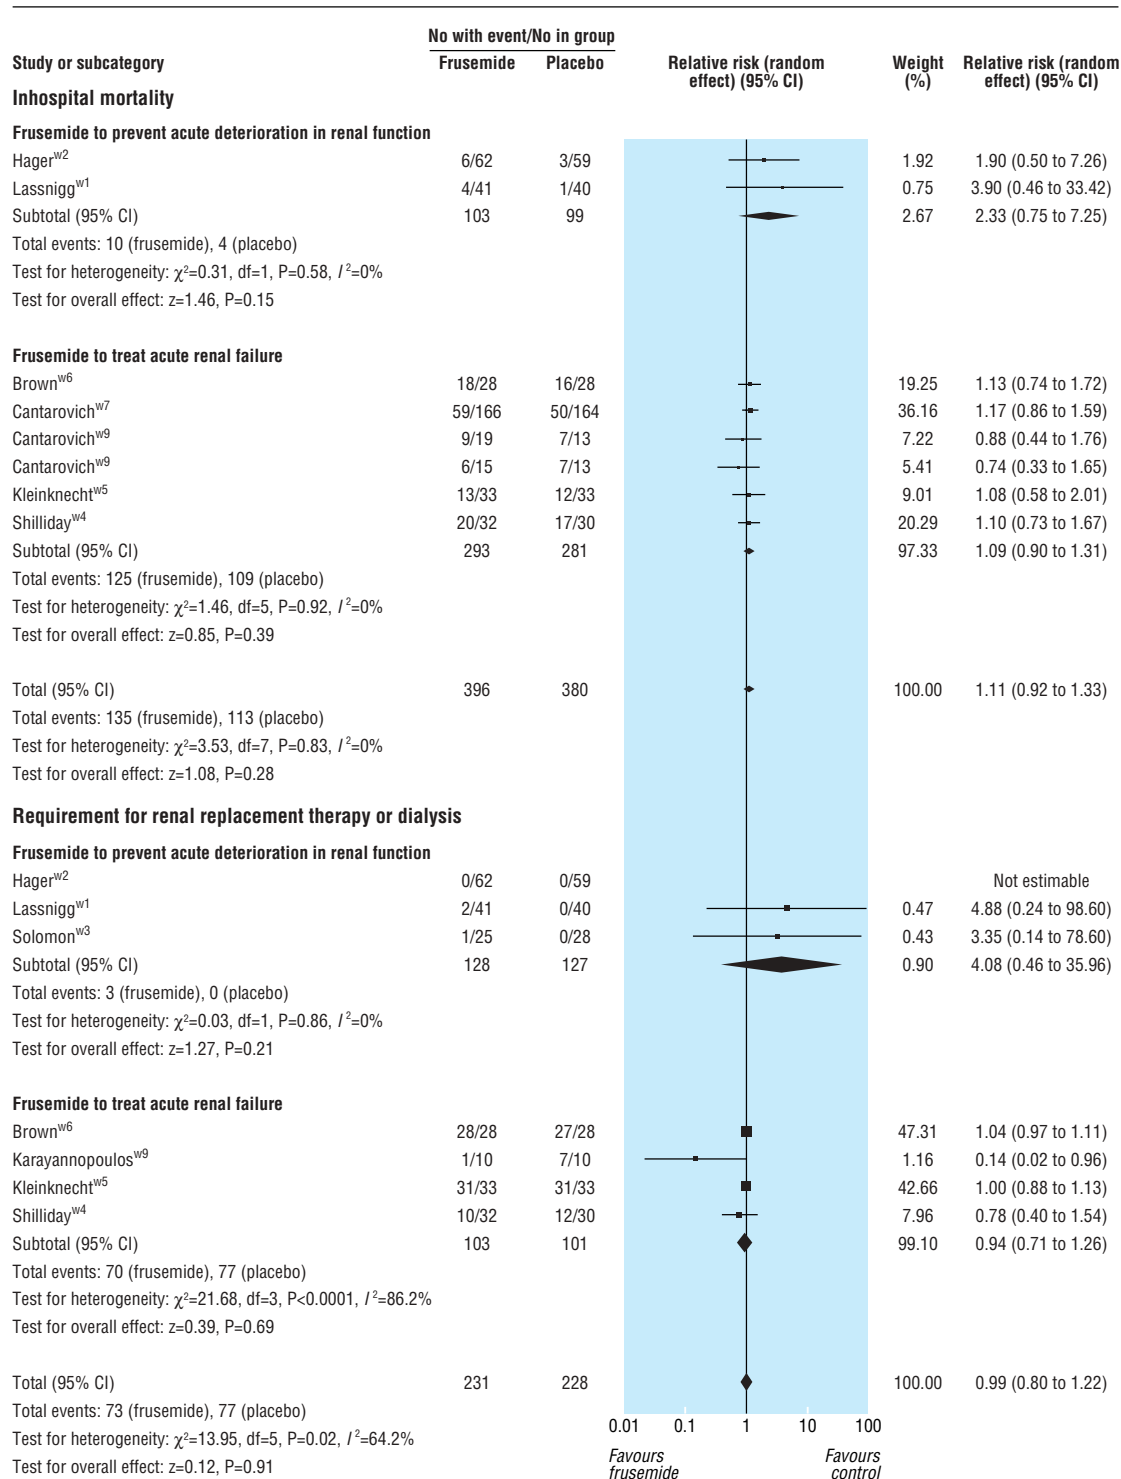 No with event/No in group
Study or subcategory Frusemide Placebo Relative risk (random effect) (95% CI) Weight (%) Relative risk (random effect) (95% CI)
Inhospital mortality
Frusemide to prevent acute deterioration in renal function
Hager^w2 6/62 3/59 1.92 1.90 (0.50 to 7.26)
Lassnigg^w1 4/41 1/40 0.75 3.90 (0.46 to 33.42)
Subtotal (95% CI) 103 99 2.67 2.33 (0.75 to 7.25)
Total events: 10 (frusemide), 4 (placebo)
Test for heterogeneity: χ²=0.31, df=1, P=0.58, I²=0%
Test for overall effect: z=1.46, P=0.15
Frusemide to treat acute renal failure
Brown^w6 18/28 16/28 19.25 1.13 (0.74 to 1.72)
Cantarovich^w7 59/166 50/164 36.16 1.17 (0.86 to 1.59)
Cantarovich^w9 9/19 7/13 7.22 0.88 (0.44 to 1.76)
Cantarovich^w9 6/15 7/13 5.41 0.74 (0.33 to 1.65)
Kleinknecht^w5 13/33 12/33 9.01 1.08 (0.58 to 2.01)
Shilliday^w4 20/32 17/30 20.29 1.10 (0.73 to 1.67)
Subtotal (95% CI) 293 281 97.33 1.09 (0.90 to 1.31)
Total events: 125 (frusemide), 109 (placebo)
Test for heterogeneity: χ²=1.46, df=5, P=0.92, I²=0%
Test for overall effect: z=0.85, P=0.39
Total (95% CI) 396 380 100.00 1.11 (0.92 to 1.33)
Total events: 135 (frusemide), 113 (placebo)
Test for heterogeneity: χ²=3.53, df=7, P=0.83, I²=0%
Test for overall effect: z=1.08, P=0.28
Requirement for renal replacement therapy or dialysis
Frusemide to prevent acute deterioration in renal function
Hager^w2 0/62 0/59 Not estimable
Lassnigg^w1 2/41 0/40 0.47 4.88 (0.24 to 98.60)
Solomon^w3 1/25 0/28 0.43 3.35 (0.14 to 78.60)
Subtotal (95% CI) 128 127 0.90 4.08 (0.46 to 35.96)
Total events: 3 (frusemide), 0 (placebo)
Test for heterogeneity: χ²=0.03, df=1, P=0.86, I²=0%
Test for overall effect: z=1.27, P=0.21
Frusemide to treat acute renal failure
Brown^w6 28/28 27/28 47.31 1.04 (0.97 to 1.11)
Karayannopoulos^w9 1/10 7/10 1.16 0.14 (0.02 to 0.96)
Kleinknecht^w5 31/33 31/33 42.66 1.00 (0.88 to 1.13)
Shilliday^w4 10/32 12/30 7.96 0.78 (0.40 to 1.54)
Subtotal (95% CI) 103 101 99.10 0.94 (0.71 to 1.26)
Total events: 70 (frusemide), 77 (placebo)
Test for heterogeneity: χ²=21.68, df=3, P<0.0001, I²=86.2%
Test for overall effect: z=0.39, P=0.69
Total (95% CI) 231 228 100.00 0.99 (0.80 to 1.22)
Total events: 73 (frusemide), 77 (placebo)
Test for heterogeneity: χ²=13.95, df=5, P=0.02, I²=64.2%
Test for overall effect: z=0.12, P=0.91
0.01 0.1 1 10 100
Favours frusemide Favours control